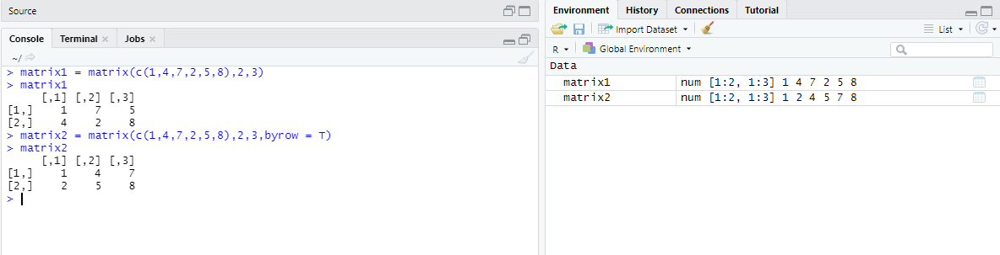 Source
Console Terminal Jobs
~/
> matrix1 = matrix(c(1,4,7,2,5,8),2,3)
> matrix1
     [,1] [,2] [,3]
[1,]    1    7    5
[2,]    4    2    8
> matrix2 = matrix(c(1,4,7,2,5,8),2,3,byrow = T)
> matrix2
     [,1] [,2] [,3]
[1,]    1    4    7
[2,]    2    5    8
>
Environment History Connections Tutorial
Import Dataset List
R Global Environment
Data
matrix1 num [1:2, 1:3] 1 4 7 2 5 8
matrix2 num [1:2, 1:3] 1 2 4 5 7 8